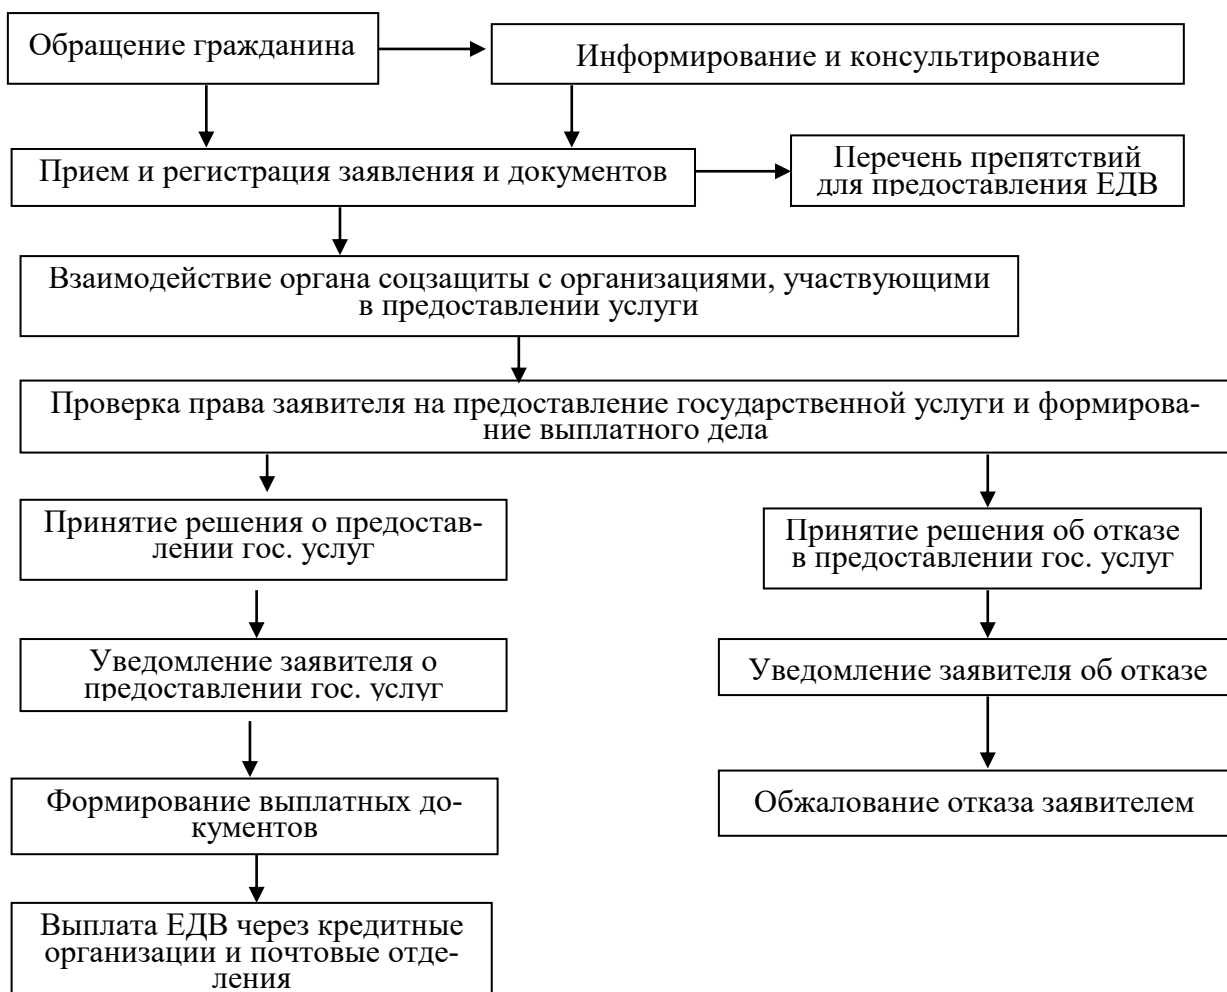 Обращение гражданина
Информирование и консультирование
Прием и регистрация заявления и документов
Перечень препятствий
для предоставления ЕДВ
Взаимодействие органа соцзащиты с организациями, участвующими
в предоставлении услуги
Проверка права заявителя на предоставление государственной услуги и формирова-
ние выплатного дела
Принятие решения о предостав-
лении гос. услуг
Принятие решения об отказе
в предоставлении гос. услуг
Уведомление заявителя о
предоставлении гос. услуг
Уведомление заявителя об отказе
Формирование выплатных до-
кументов
Обжалование отказа заявителем
Выплата ЕДВ через кредитные
организации и почтовые отде-
ления